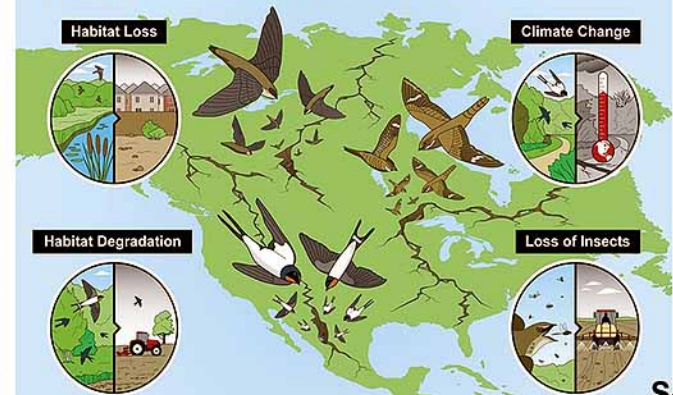 Habitat Loss
Climate Change
Habitat Degradation
Loss of Insects